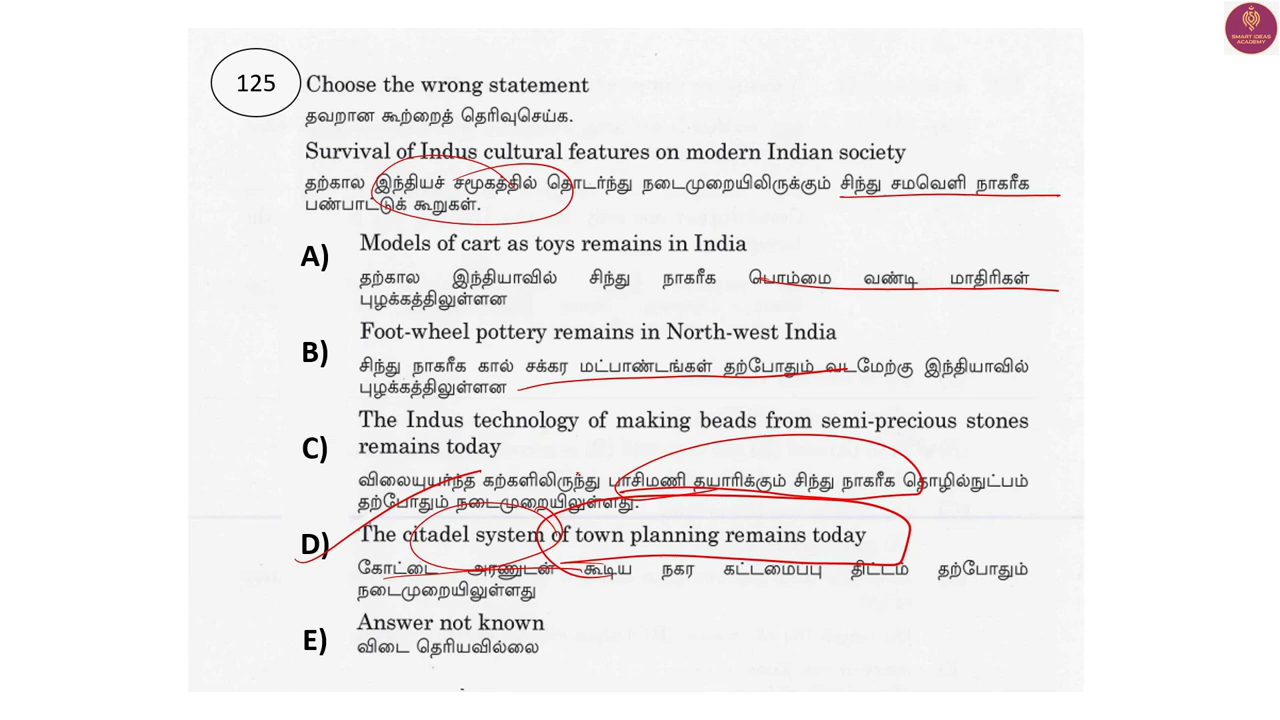 SMART IDEAS
ACADEMY
125
Choose the wrong statement
தவறான கூற்றைத் தெரிவுசெய்க.
Survival of Indus cultural features on modern Indian society
தற்கால இந்தியச் சமூகத்தில் தொடர்ந்து நடைமுறையிலிருக்கும் சிந்து சமவெளி நாகரீக
பண்பாட்டுக் கூறுகள்.
A) Models of cart as toys remains in India
தற்கால இந்தியாவில் சிந்து நாகரீக பொம்மை வண்டி மாதிரிகள்
புழக்கத்திலுள்ளன
B) Foot-wheel pottery remains in North-west India
சிந்து நாகரீக கால் சக்கர மட்பாண்டங்கள் தற்போதும் வடமேற்கு இந்தியாவில்
புழக்கத்திலுள்ளன
C) The Indus technology of making beads from semi-precious stones
remains today
விலையுயர்ந்த கற்களிலிருந்து பாசிமணி தயாரிக்கும் சிந்து நாகரீக தொழில்நுட்பம்
தற்போதும் நடைமுறையிலுள்ளது.
D) The citadel system of town planning remains today
கோட்டை அரணுடன் கூடிய நகர கட்டமைப்பு திட்டம் தற்போதும்
நடைமுறையிலுள்ளது
E) Answer not known
விடை தெரியவில்லை